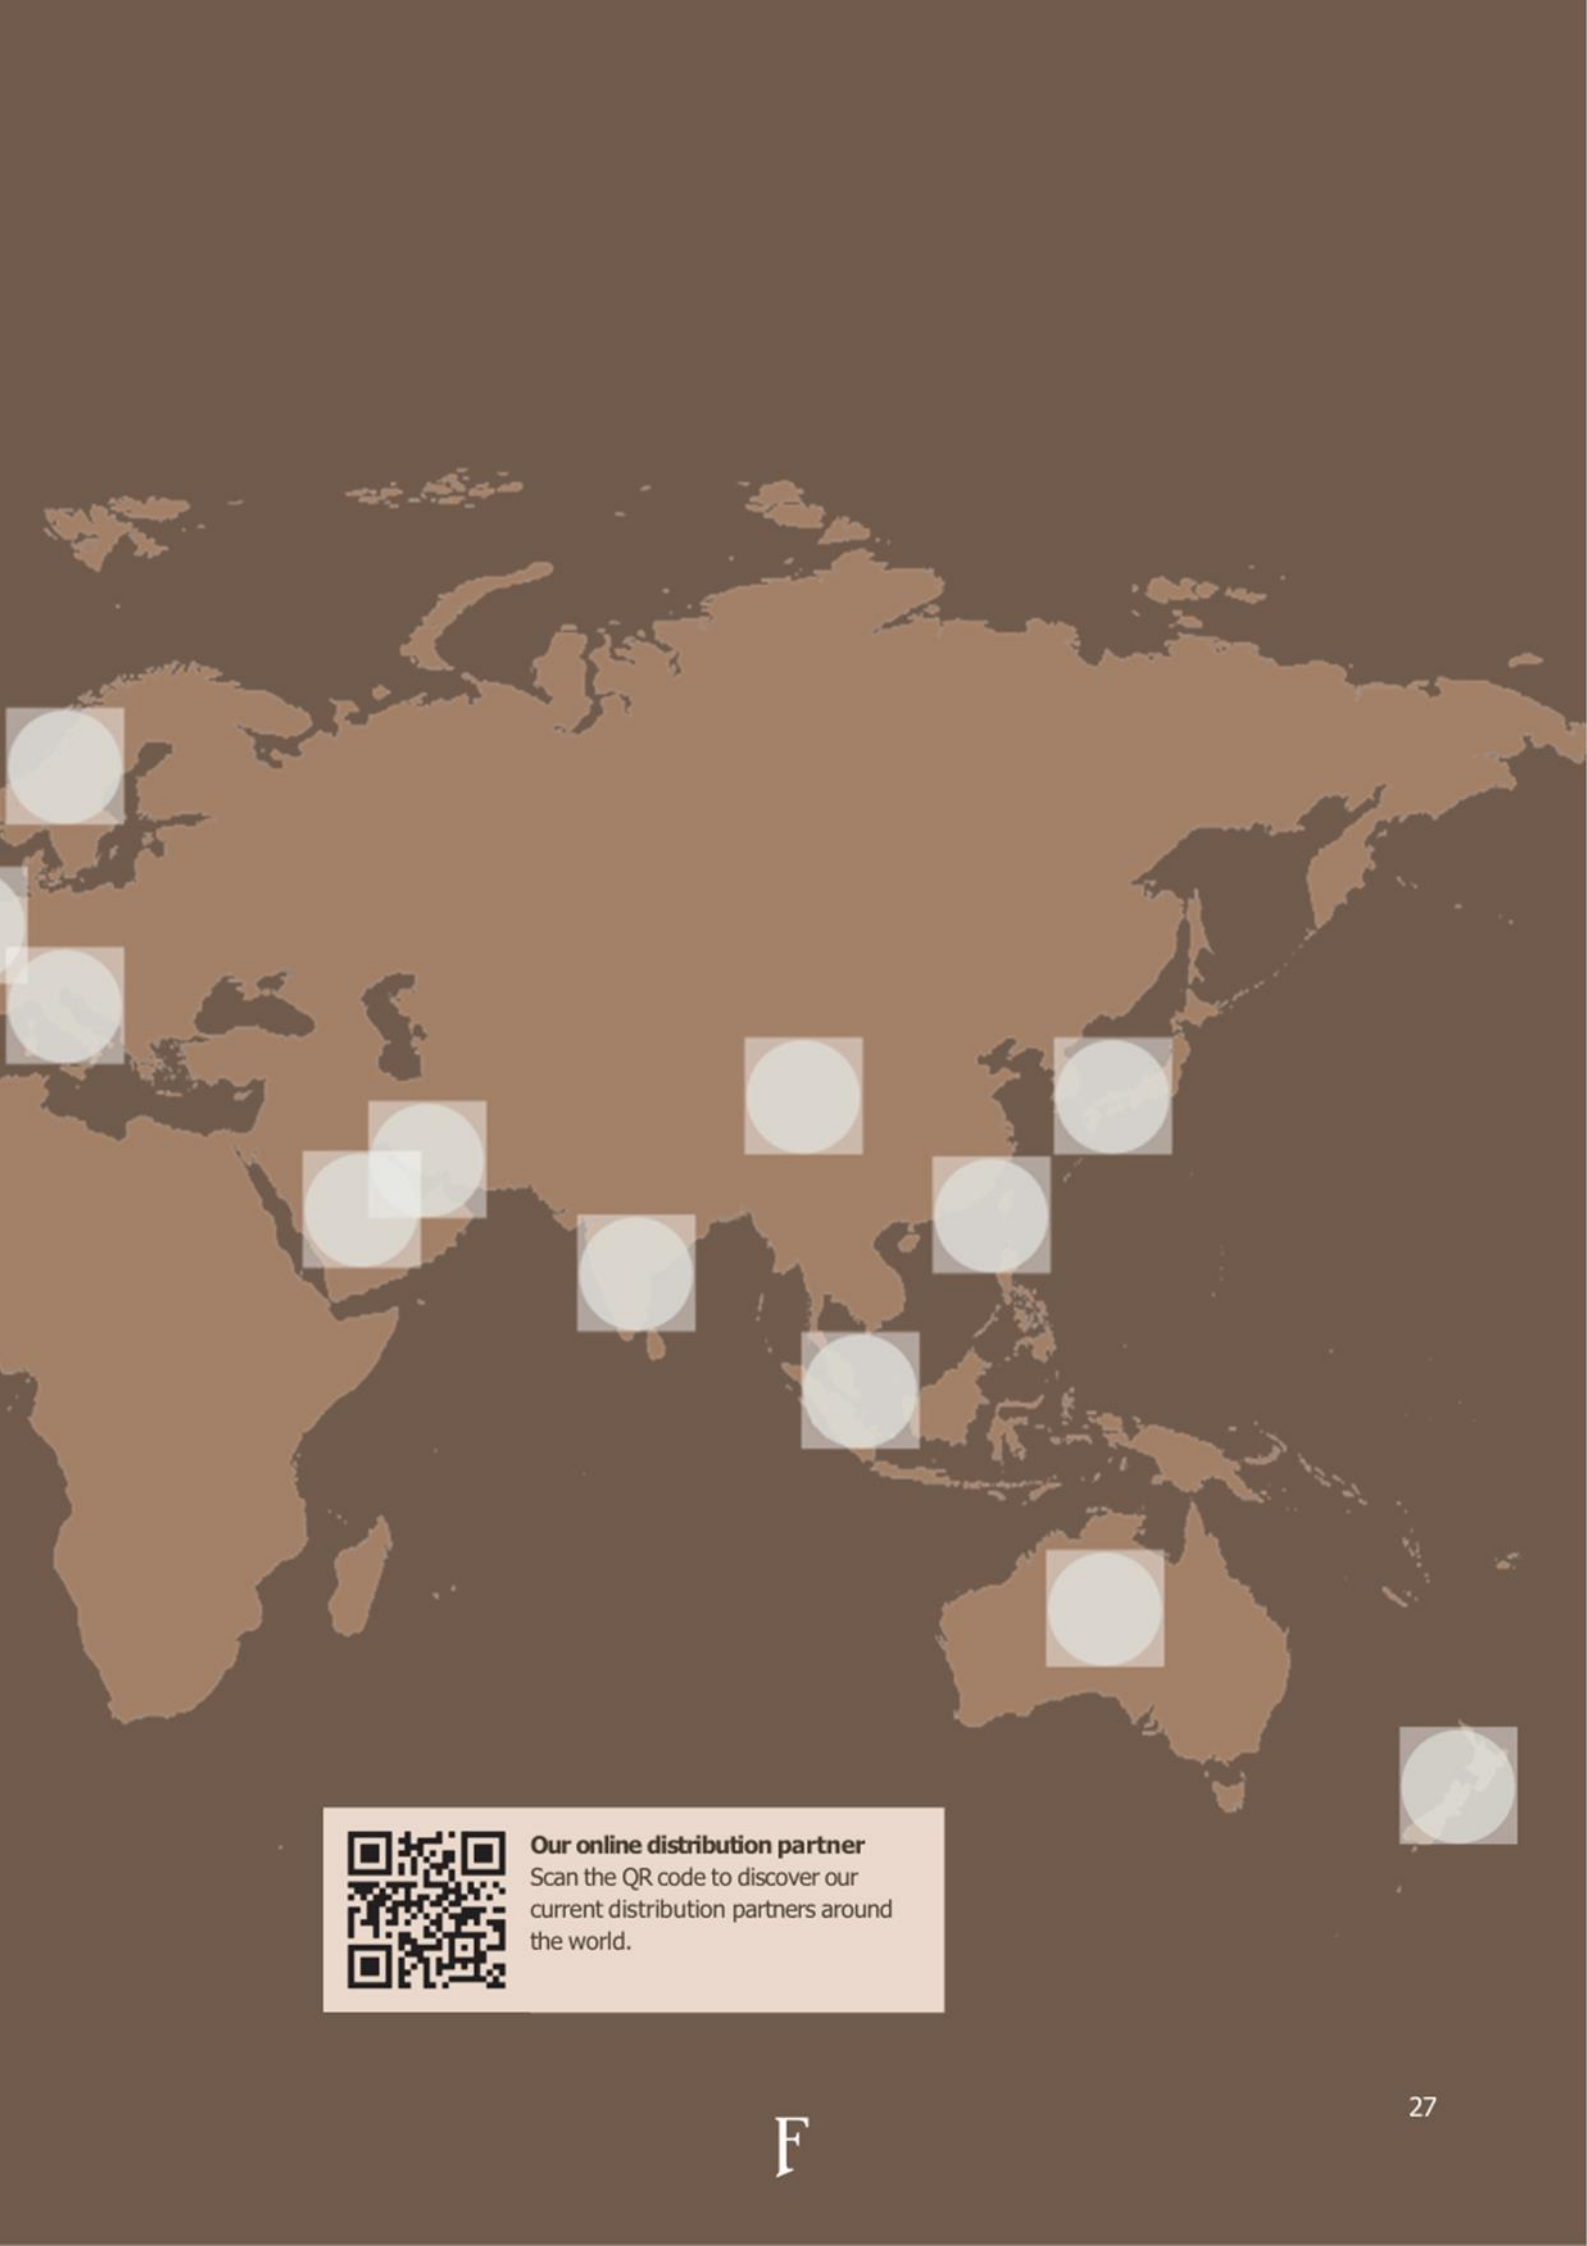 Our online distribution partner
Scan the QR code to discover our
current distribution partners around
the world.
27
F